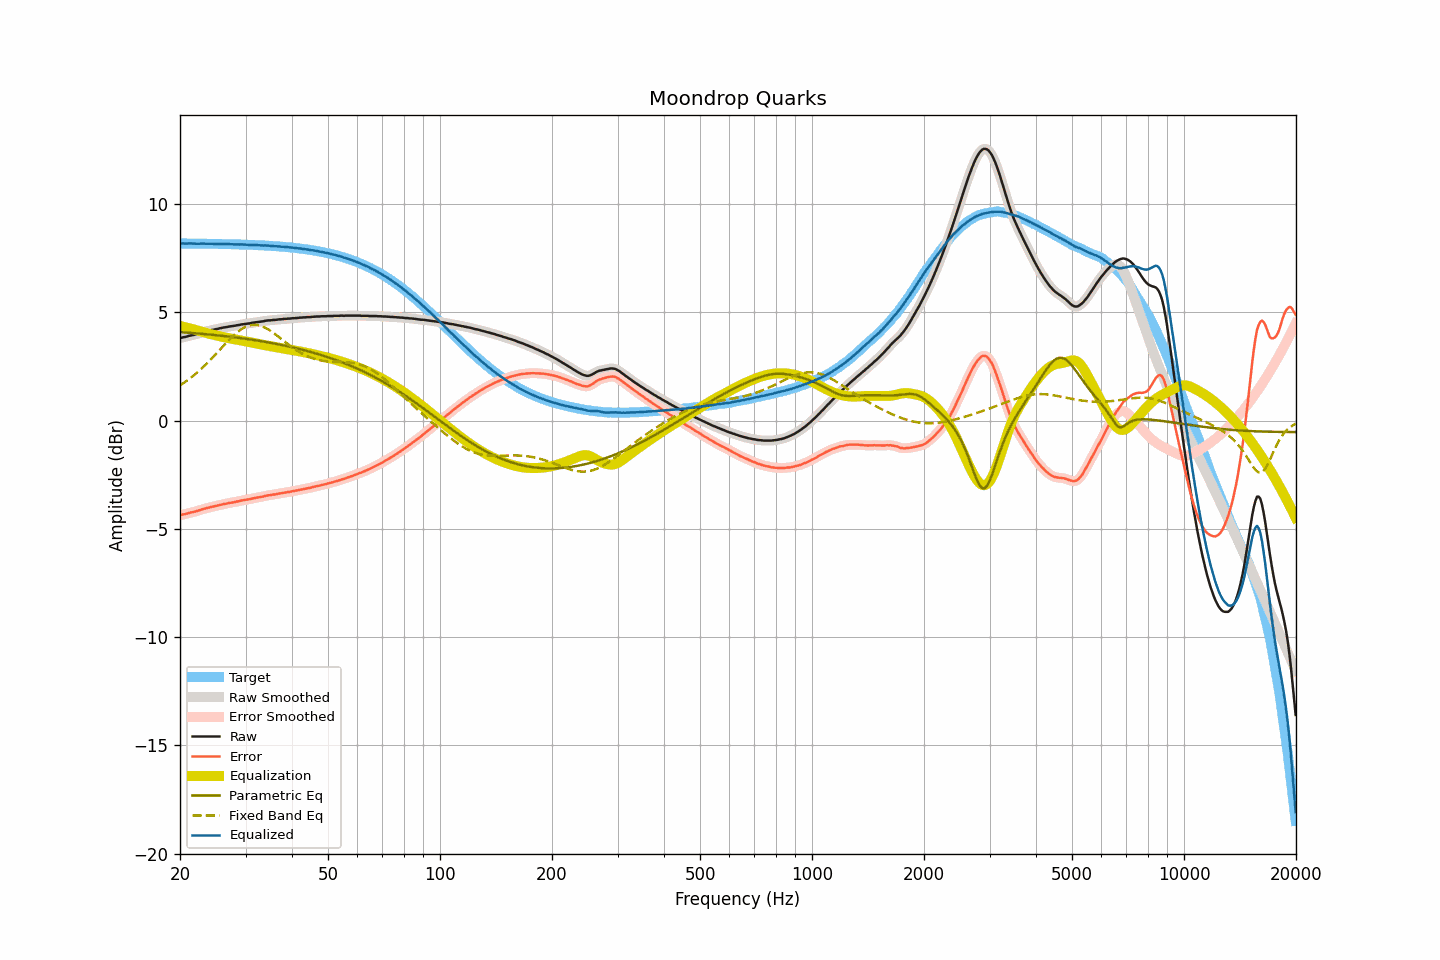 Moondrop Quarks
Amplitude (dBr)
10
5
0
−5
−10
−15
−20
Target
Raw Smoothed
Error Smoothed
Raw
Error
Equalization
Parametric Eq
Fixed Band Eq
Equalized
20 50 100 200 500 1000 2000 5000 10000 20000
Frequency (Hz)